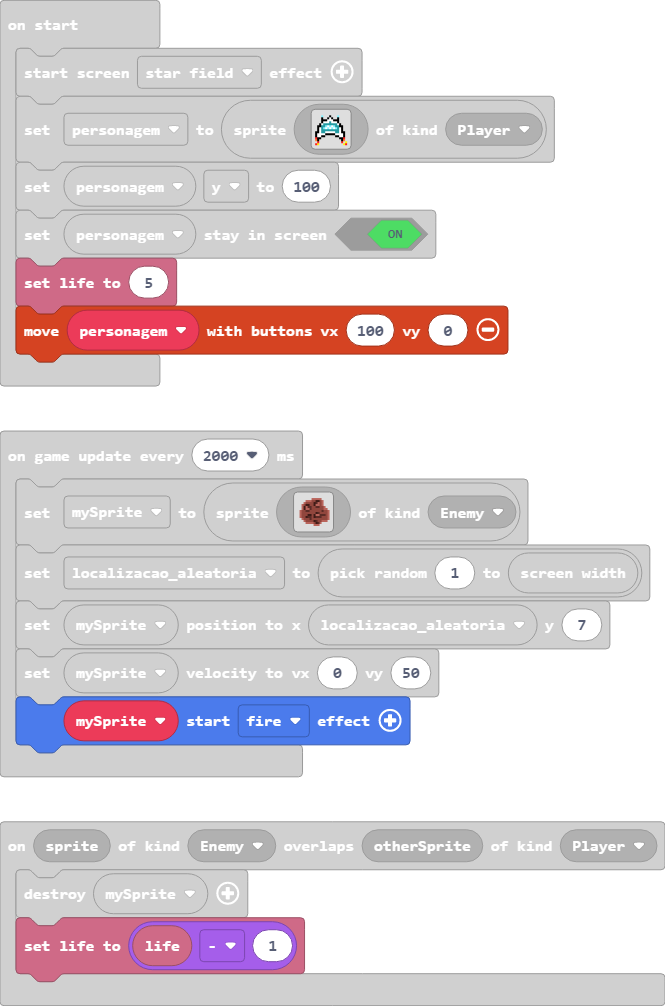 on start
start screen star field effect
set personagem to sprite of kind Player
set personagem y to 100
set personagem stay in screen ON
set life to 5
move personagem with buttons vx 100 vy 0
on game update every 2000 ms
set mySprite to sprite of kind Enemy
set localizacao_aleatoria to pick random 1 to screen width
set mySprite position to x localizacao_aleatoria y 7
set mySprite velocity to vx 0 vy 50
mySprite start fire effect
on sprite of kind Enemy overlaps otherSprite of kind Player
destroy mySprite
set life to life - 1